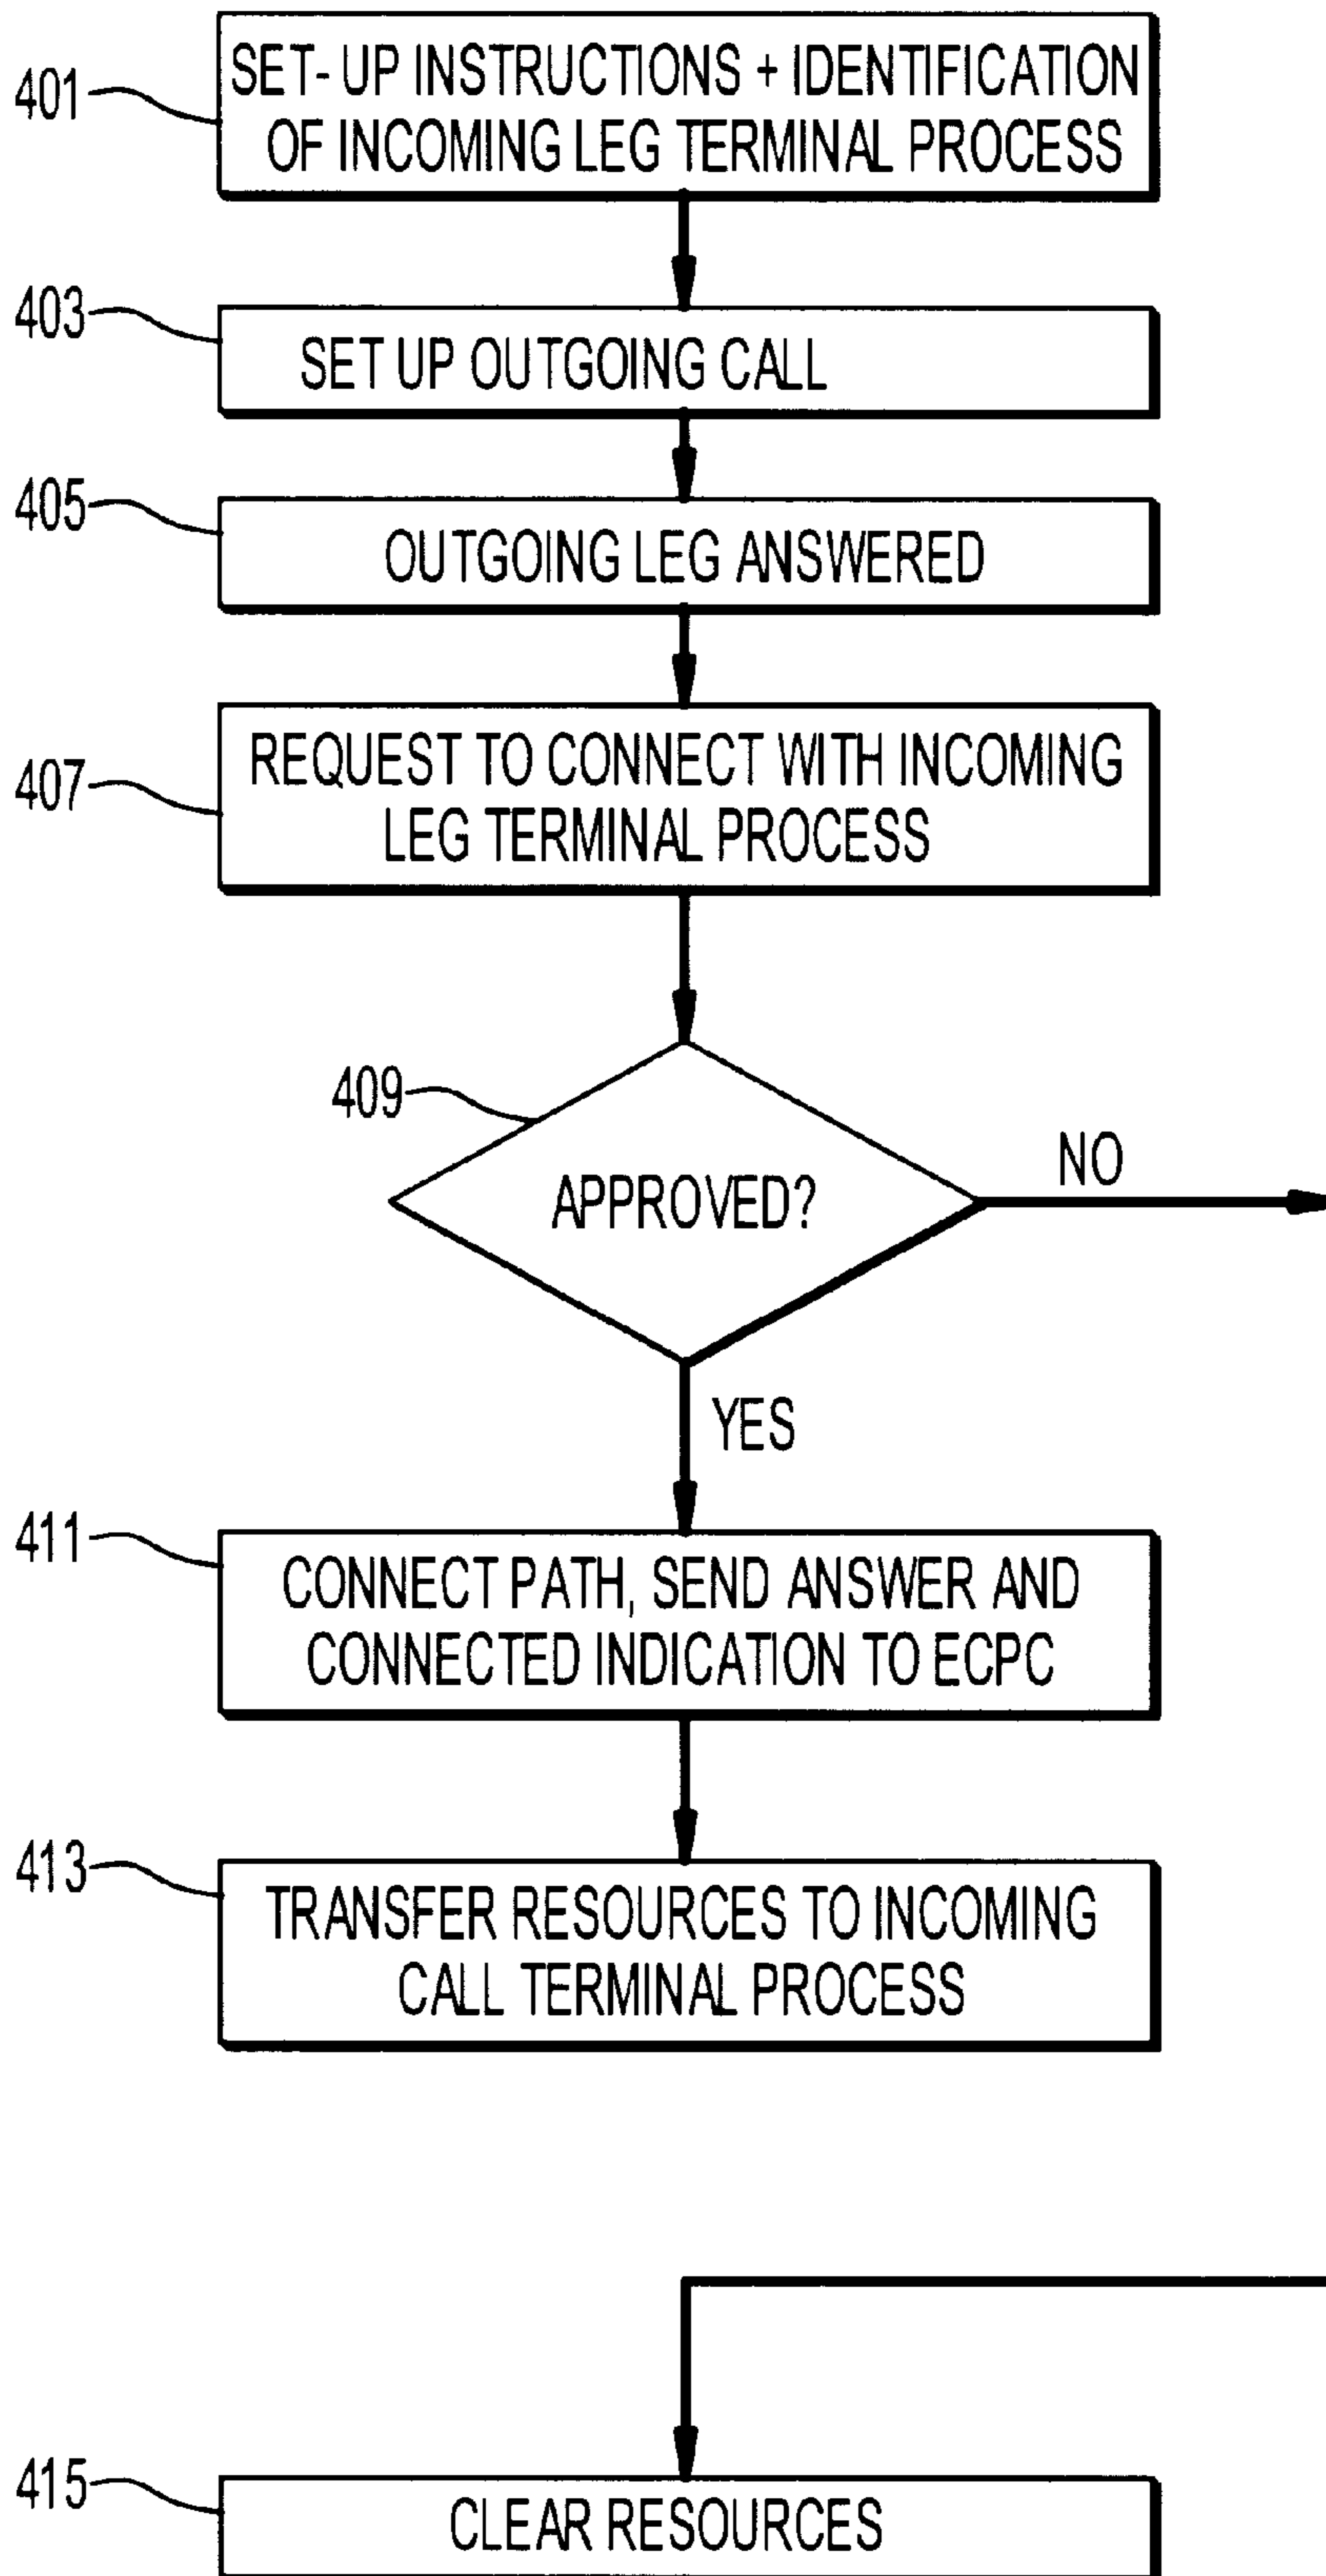 401
SET-UP INSTRUCTIONS + IDENTIFICATION
OF INCOMING LEG TERMINAL PROCESS
403
SET UP OUTGOING CALL
405
OUTGOING LEG ANSWERED
407
REQUEST TO CONNECT WITH INCOMING
LEG TERMINAL PROCESS
409
APPROVED?
NO
YES
411
CONNECT PATH, SEND ANSWER AND
CONNECTED INDICATION TO ECPC
413
TRANSFER RESOURCES TO INCOMING
CALL TERMINAL PROCESS
415
CLEAR RESOURCES